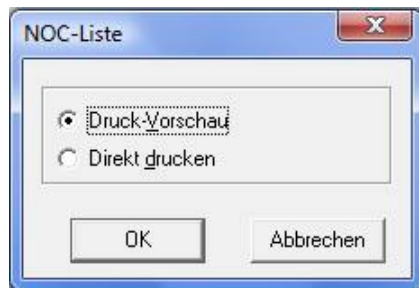 NOC-Liste
Druck-Vorschau
Direkt drucken
OK
Abbrechen